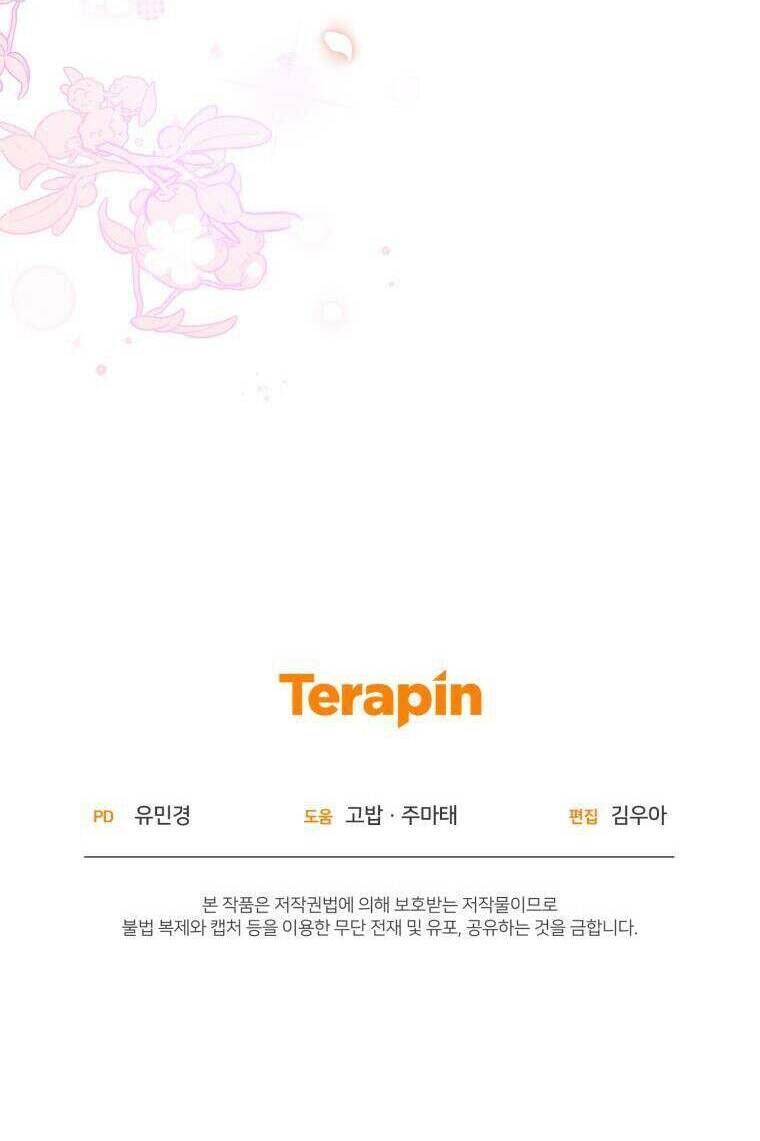 Terapin
PD 유민경 도움 고밥 · 주마태 편집 김우아
본 작품은 저작권법에 의해 보호받는 저작물이므로
불법 복제와 캡처 등을 이용한 무단 전재 및 유포, 공유하는 것을 금합니다.